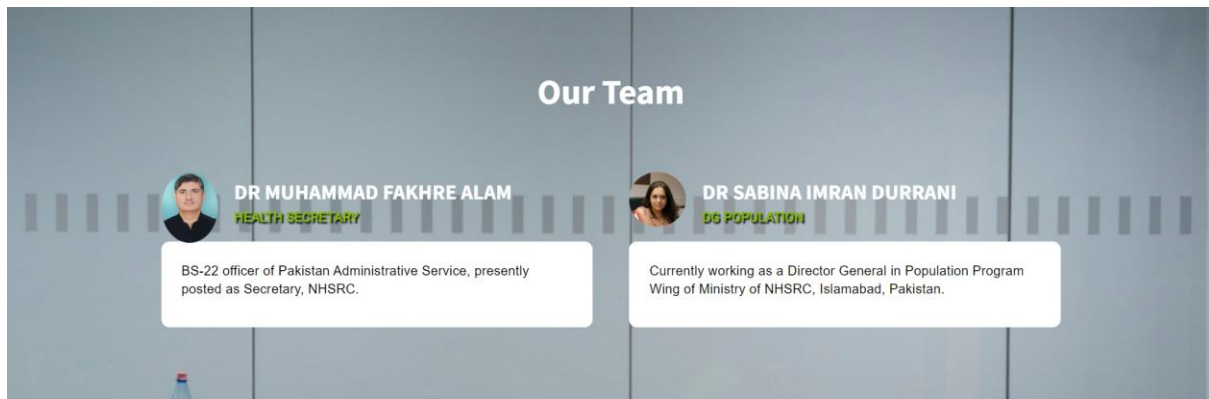 Our Team
DR MUHAMMAD FAKHRE ALAM
HEALTH SECRETARY
BS-22 officer of Pakistan Administrative Service, presently
posted as Secretary, NHSRC.
DR SABINA IMRAN DURRANI
DG POPULATION
Currently working as a Director General in Population Program
Wing of Ministry of NHSRC, Islamabad, Pakistan.